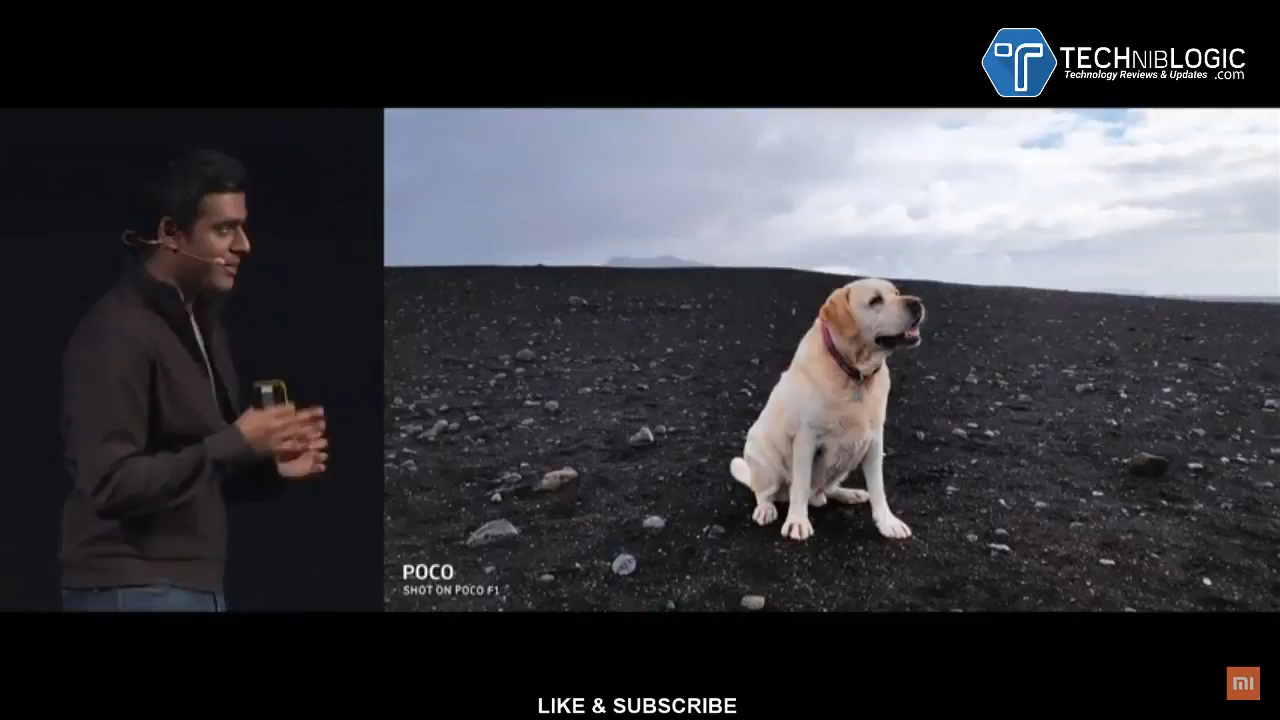 TECHNIBLOGIC
Technology Reviews & Updates .com
POCO
SHOT ON POCO F1
mi
LIKE & SUBSCRIBE